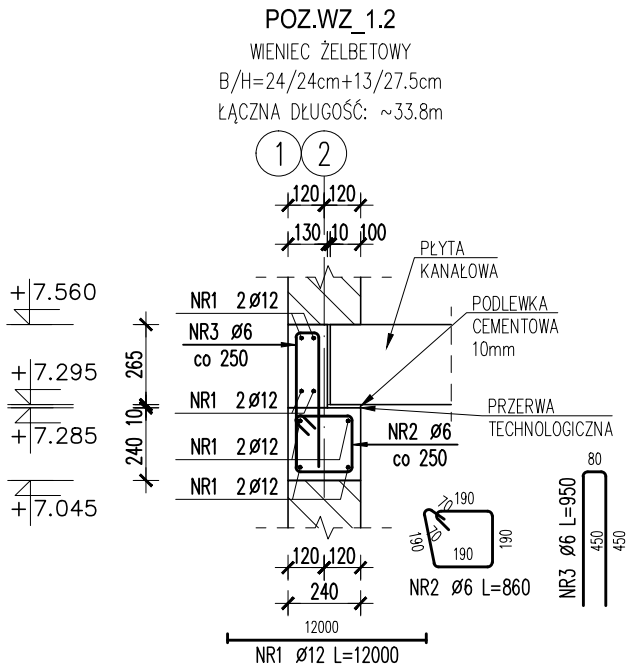 POZ.WZ_1.2
WIENIEC ŻELBETOWY
B/H=24/24cm+13/27.5cm
ŁĄCZNA DŁUGOŚĆ: ~33.8m
1 2
120 120
130 10 100
PŁYTA
KANAŁOWA
+7.560
NR1 2Ø12
PODLEWKA
CEMENTOWA
10mm
NR3 Ø6
co 250
265
+7.295
NR1 2Ø12
PRZERWA
TECHNOLOGICZNA
10
+7.285
240
NR1 2Ø12
NR2 Ø6
co 250
NR1 2Ø12
+7.045
80
70 190
190 70 190
190
NR2 Ø6 L=860
NR3 Ø6 L=950
450 450
120 120
240
12000
NR1 Ø12 L=12000